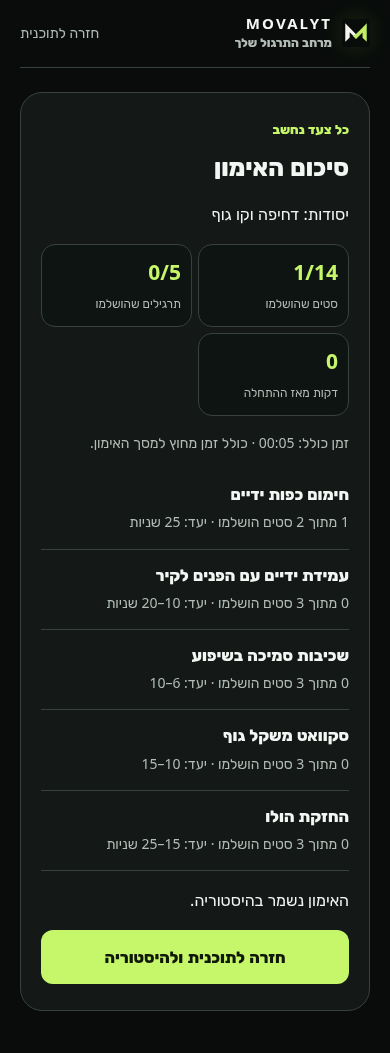 MOVALYT
מרחב התרגול שלך
חזרה לתוכנית
כל צעד נחשב
סיכום האימון
יסודות: דחיפה וקו גוף
1/14
סטים שהושלמו
0/5
תרגילים שהושלמו
0
דקות מאז ההתחלה
זמן כולל: 00:05 · כולל זמן מחוץ למסך האימון.
חימום כפות ידיים
1 מתוך 2 סטים הושלמו · יעד: 25 שניות
עמידת ידיים עם הפנים לקיר
0 מתוך 3 סטים הושלמו · יעד: 10–20 שניות
שכיבות סמיכה בשיפוע
0 מתוך 3 סטים הושלמו · יעד: 6–10
סקוואט משקל גוף
0 מתוך 3 סטים הושלמו · יעד: 10–15
החזקת הולו
0 מתוך 3 סטים הושלמו · יעד: 15–25 שניות
האימון נשמר בהיסטוריה.
חזרה לתוכנית ולהיסטוריה